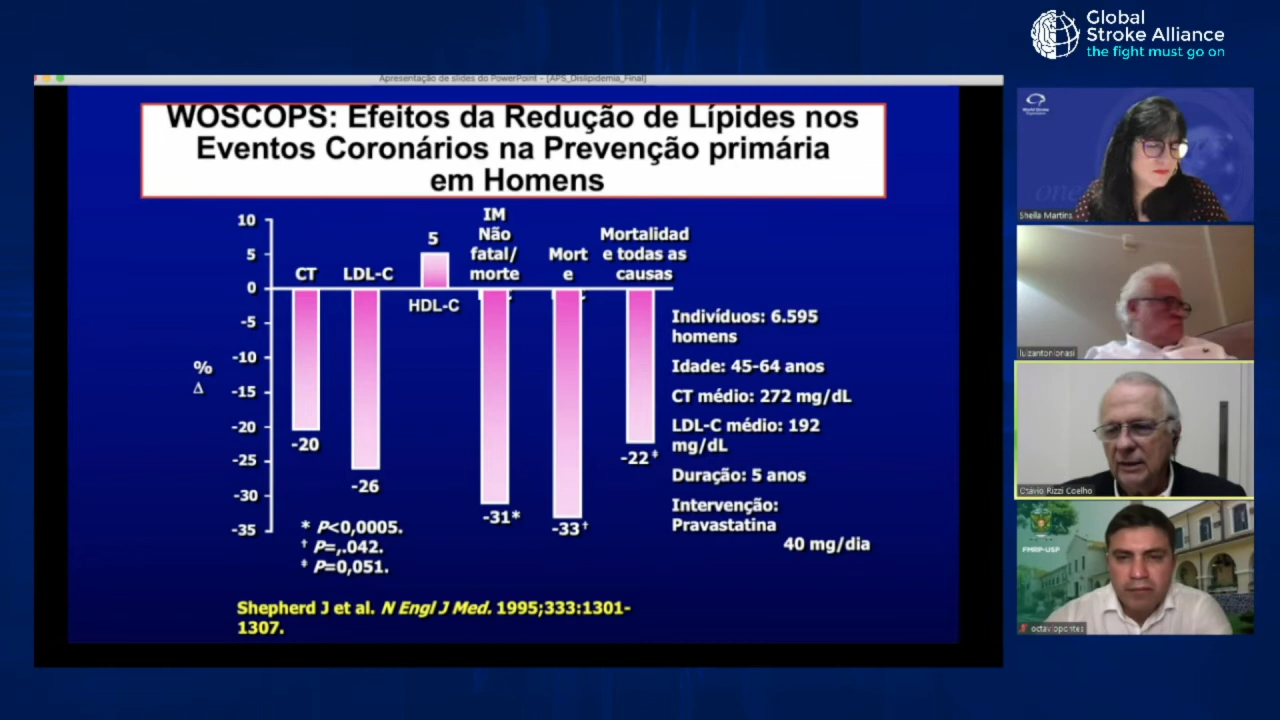 Global
Stroke Alliance
the fight must go on
Apresentação de slides do PowerPoint - [APS_Dislipidemia_Final]
WOSCOPS: Efeitos da Redução de Lípides nos
Eventos Coronários na Prevenção primária
em Homens
10
5
0
-5
-10
-15
-20
-25
-30
-35
%
Δ
CT
LDL-C
5
HDL-C
IM
Não
fatal/
morte
Mort
e
Mortalidad
e todas as
causas
-20
-26
-31*
-33†
-22‡
* P<0,0005.
† P=,.042.
‡ P=0,051.
Indivíduos: 6.595
homens
Idade: 45-64 anos
CT médio: 272 mg/dL
LDL-C médio: 192
mg/dL
Duração: 5 anos
Intervenção:
Pravastatina
40 mg/dia
Shepherd J et al. N Engl J Med. 1995;333:1301-
1307.
World Stroke
Sheila Martins
luizantonionasi
Otávio Rizzi Coelho
FMRP-USP
octaviopontes